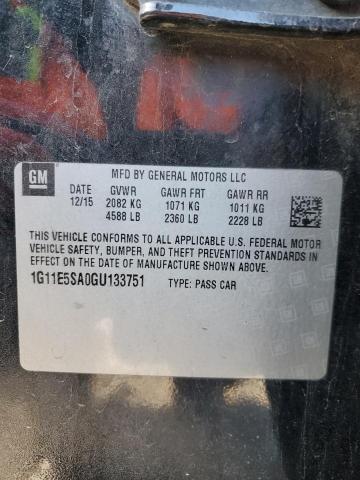 GM
MFD BY GENERAL MOTORS LLC
DATE GVWR GAWR FRT GAWR RR
12/15 2082 KG 1071 KG 1011 KG
4588 LB 2360 LB 2228 LB
THIS VEHICLE CONFORMS TO ALL APPLICABLE U.S. FEDERAL MOTOR
VEHICLE SAFETY, BUMPER, AND THEFT PREVENTION STANDARDS
IN EFFECT ON THE DATE OF MANUFACTURE SHOWN ABOVE.
1G11E5SA0GU133751 TYPE: PASS CAR